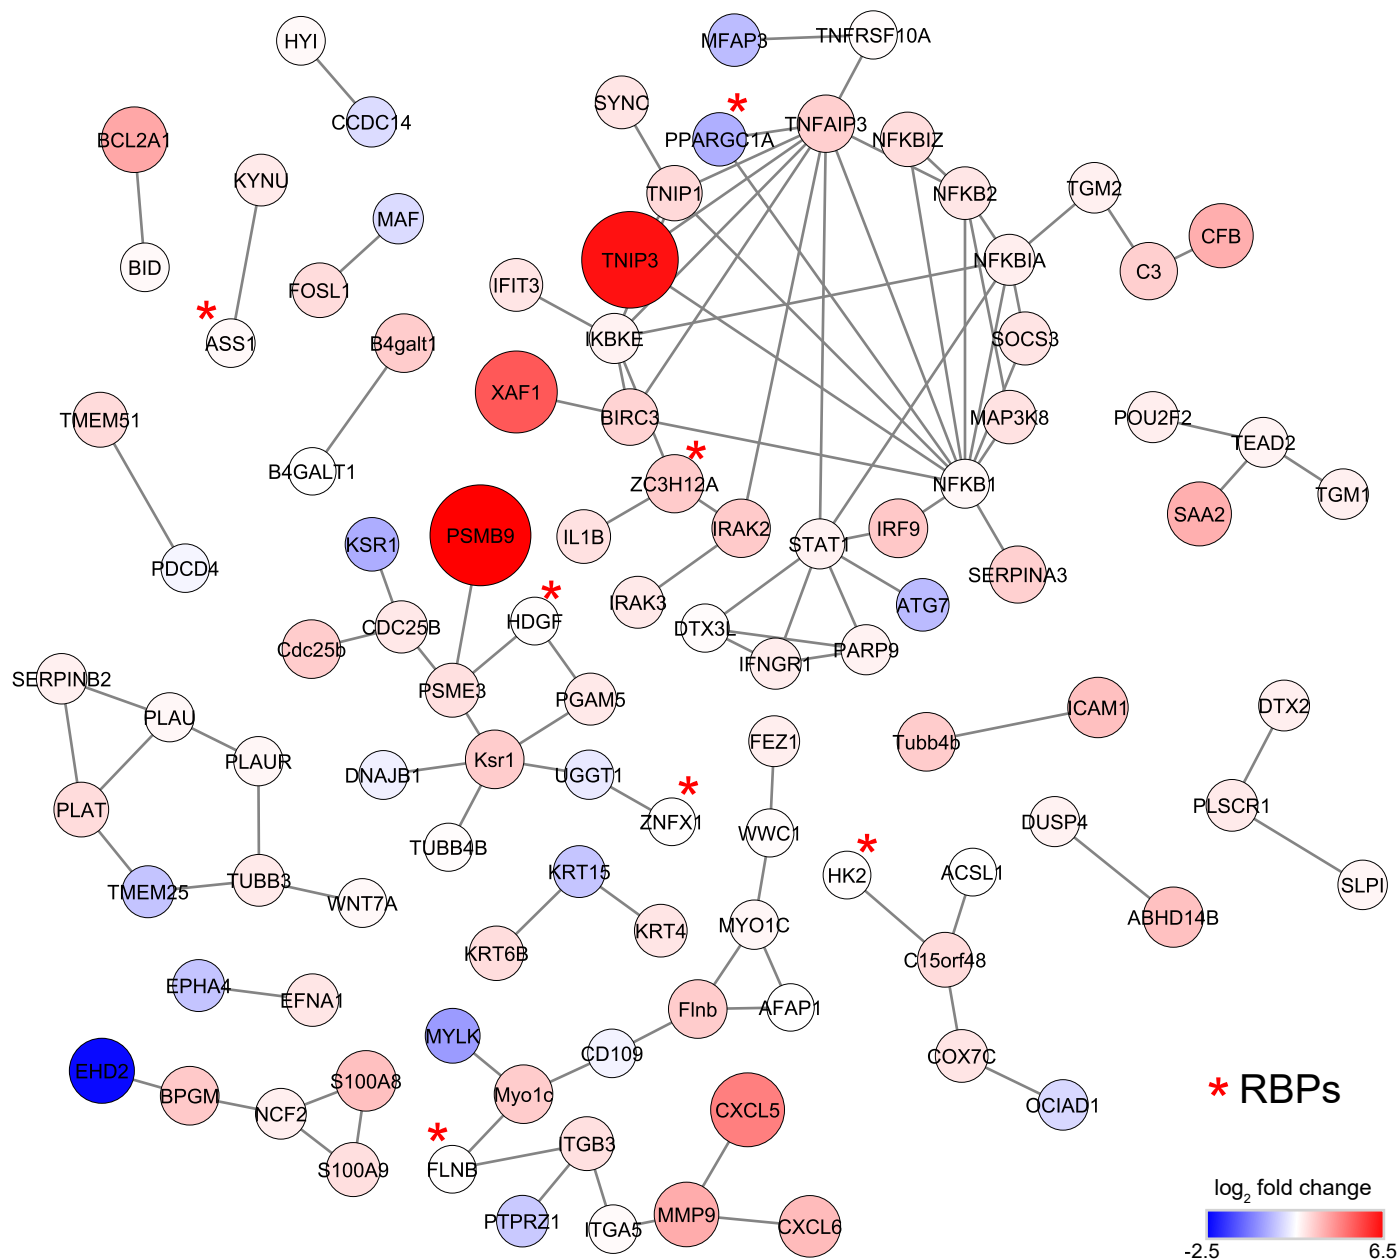 HYI
MFAP3
TNFRSF10A
CCDC14
SYNC
*
TNFAIP3
BCL2A1
PPARGC1A
NFKBIZ
KYNU
TNIP1
NFKB2
TGM2
MAF
CFB
TNIP3
NFKBIA
BID
C3
FOSL1
IFIT3
*
ASS1
B4galt1
IKBKE
SOCS3
XAF1
TMEM51
BIRC3
MAP3K8
POU2F2
TEAD2
*
B4GALT1
ZC3H12A
NFKB1
TGM1
SAA2
PSMB9
IL1B
IRAK2
IRF9
KSR1
STAT1
PDCD4
SERPINA3
*
IRAK3
ATG7
HDGF
CDC25B
DTX3L
Cdc25b
PARP9
IFNGR1
SERPINB2
PSME3
PGAM5
PLAU
ICAM1
DTX2
Tubb4b
FEZ1
PLAUR
Ksr1
DNAJB1
UGGT1
*
PLAT
PLSCR1
ZNFX1
DUSP4
WWC1
TUBB4B
*
HK2
ACSL1
KRT15
TUBB3
SLPI
TMEM25
WNT7A
ABHD14B
MYO1C
KRT4
KRT6B
C15orf48
EPHA4
EFNA1
Flnb
AFAP1
MYLK
CD109
COX7C
EHD2
S100A8
BPGM
Myo1c
* RBPs
OCIAD1
CXCL5
NCF2
*
ITGB3
S100A9
FLNB
log2 fold change
MMP9
PTPRZ1
ITGA5
CXCL6
-2.5 6.5